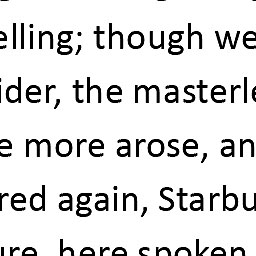 elling; though we
ider, the masterle
e more arose, an
red again, Starbu
ure, here spoken